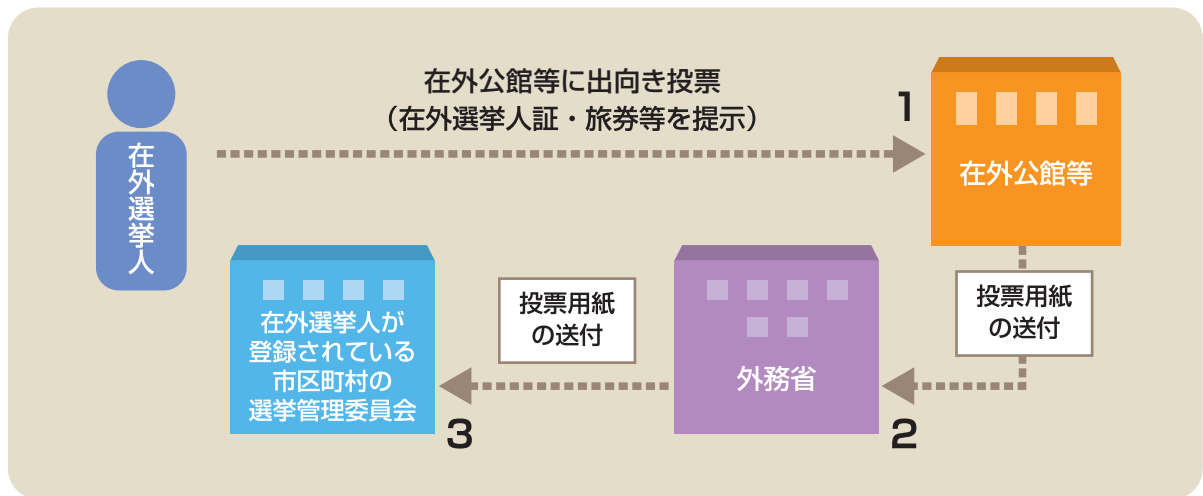 在外選挙人
在外公館等に出向き投票
（在外選挙人証・旅券等を提示）
1
在外公館等
投票用紙
の送付
2
外務省
投票用紙
の送付
3
在外選挙人が
登録されている
市区町村の
選挙管理委員会